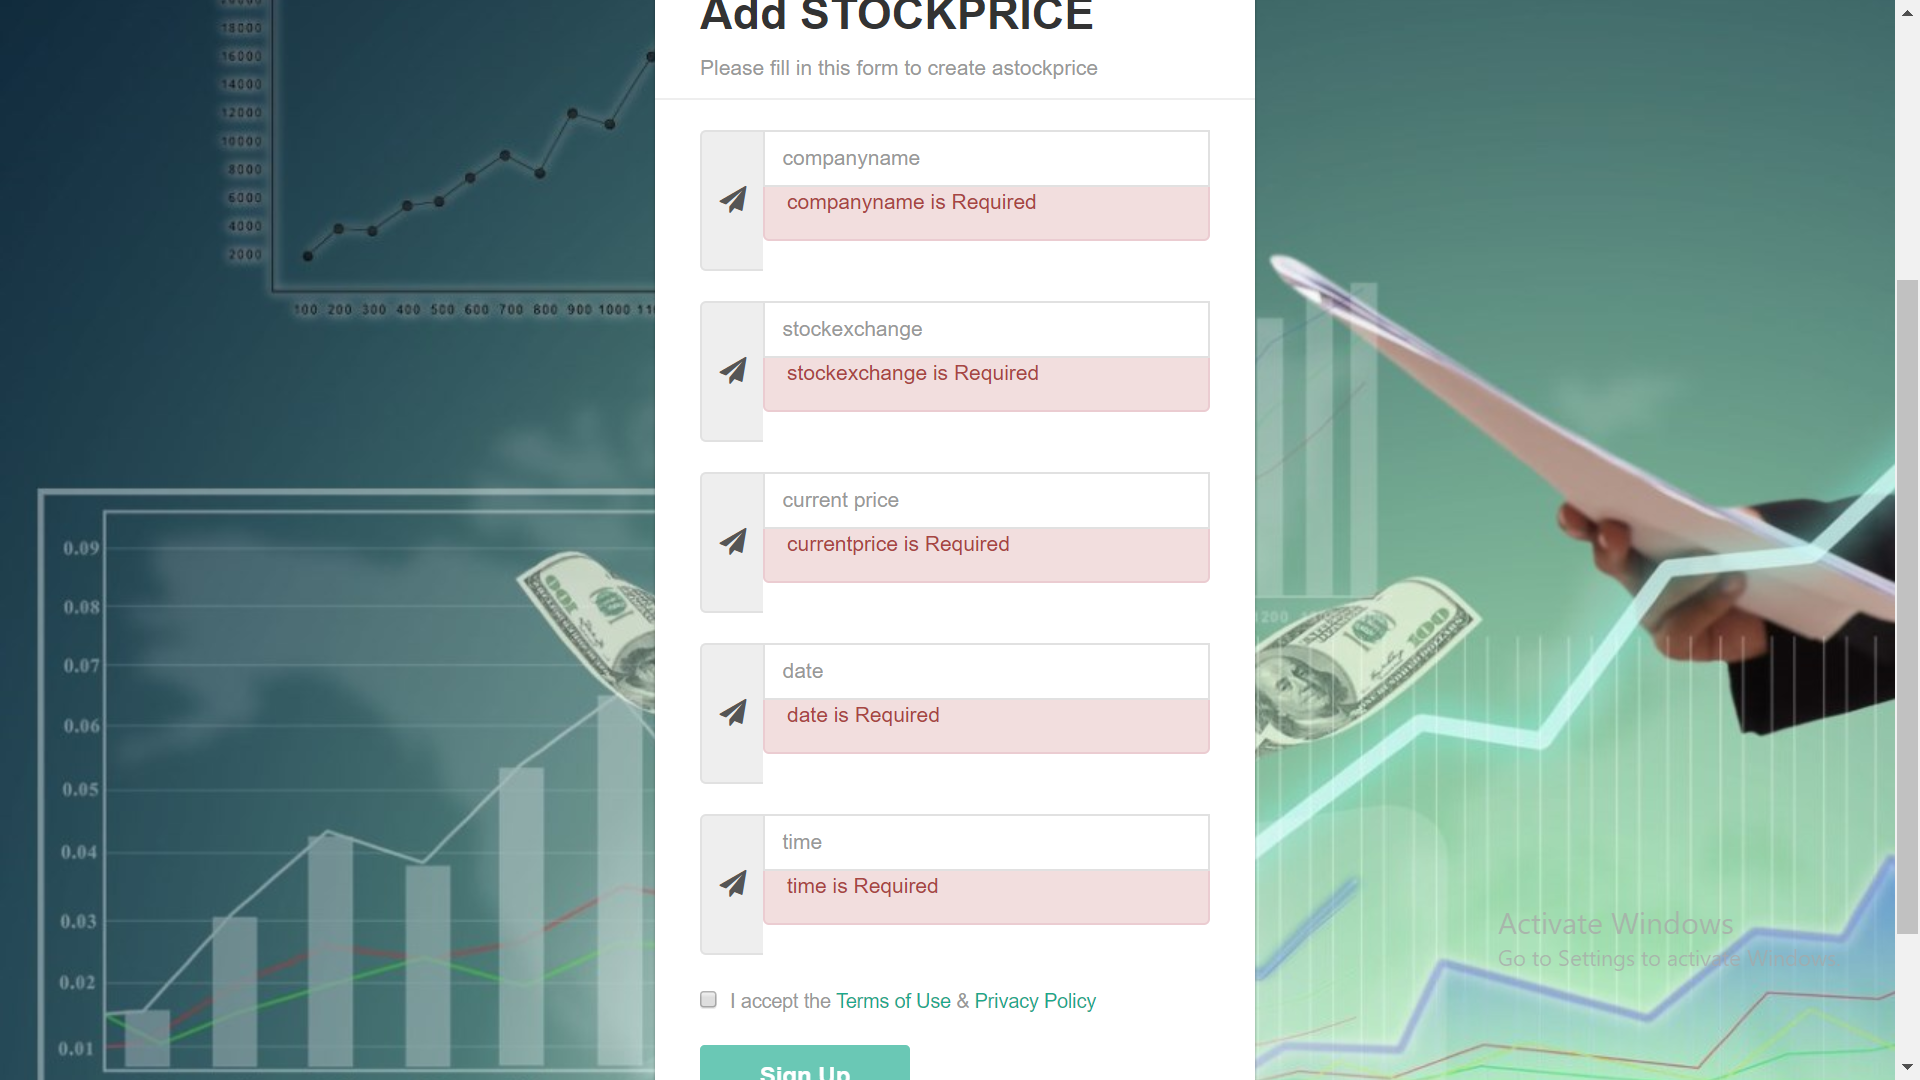 Add STOCKPRICE
Please fill in this form to create astockprice
companyname
companyname is Required
stockexchange
stockexchange is Required
current price
currentprice is Required
date
date is Required
time
time is Required
I accept the Terms of Use & Privacy Policy
Sign Up
18000
16000
14000
12000
10000
8000
6000
4000
2000
100 200 300 400 500 600 700 800 900 1000
0.09
0.08
0.07
0.06
0.05
0.04
0.03
0.02
0.01
100
100
1200
Activate Windows
Go to Settings to activate Windows.